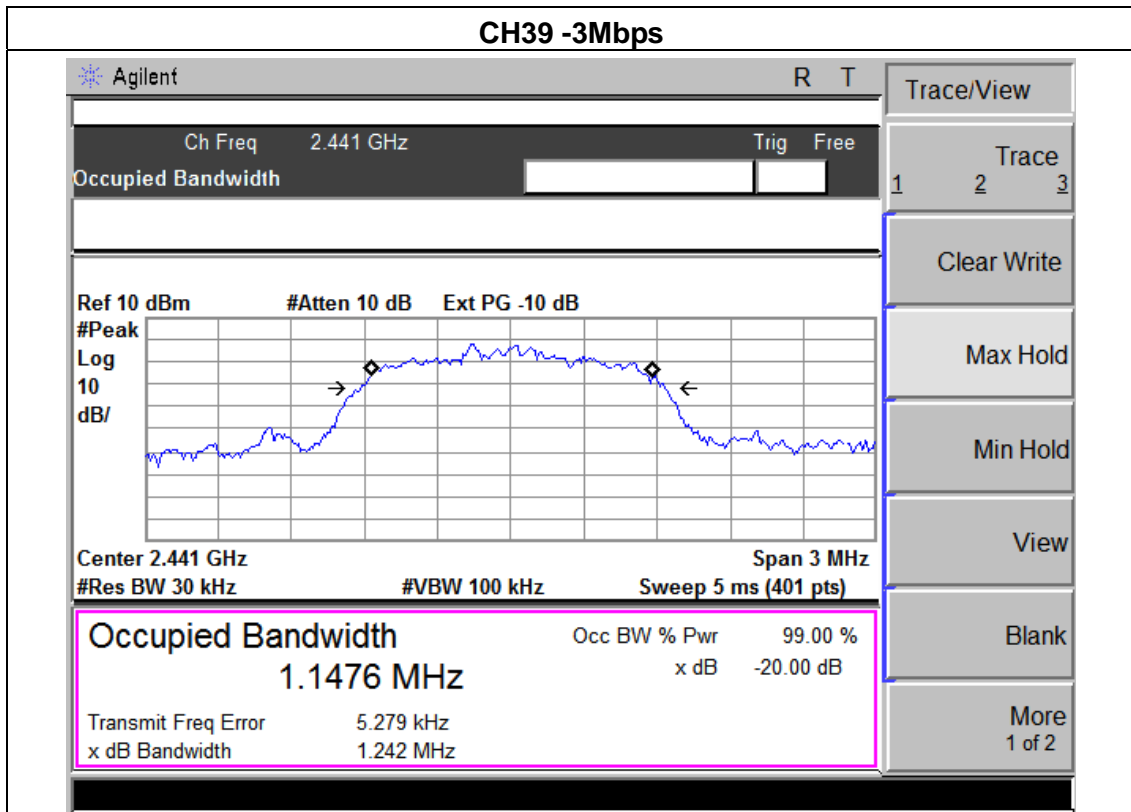 CH39 -3Mbps
Agilent R T
Ch Freq 2.441 GHz Trig Free
Occupied Bandwidth
Ref 10 dBm #Atten 10 dB Ext PG -10 dB
#Peak
Log
10
dB/
Center 2.441 GHz Span 3 MHz
#Res BW 30 kHz #VBW 100 kHz Sweep 5 ms (401 pts)
Occupied Bandwidth Occ BW % Pwr 99.00 %
1.1476 MHz x dB -20.00 dB
Transmit Freq Error 5.279 kHz
x dB Bandwidth 1.242 MHz
Trace/View
Trace
1 2 3
Clear Write
Max Hold
Min Hold
View
Blank
More
1 of 2